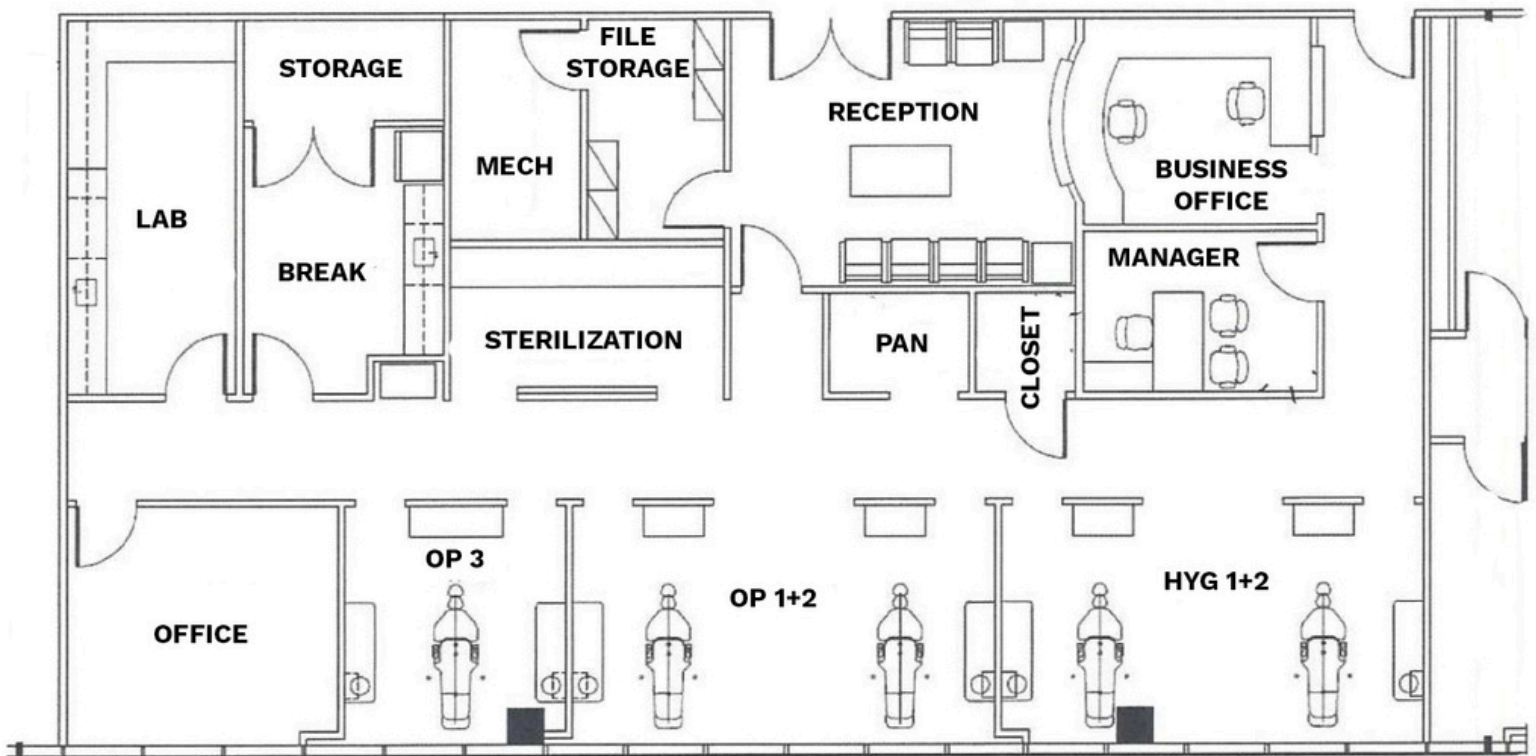 STORAGE
FILE
STORAGE
RECEPTION
MECH
BUSINESS
OFFICE
LAB
BREAK
MANAGER
STERILIZATION
PAN
CLOSET
OP 3
OP 1+2
HYG 1+2
OFFICE